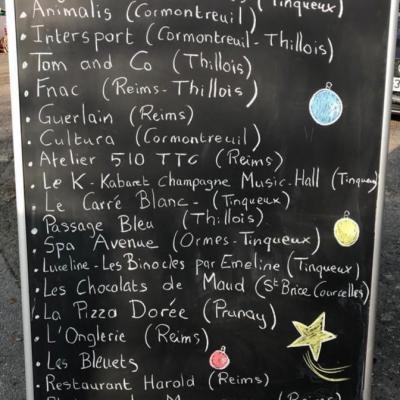 (Tinqueux)
• Animalis (Cormontreuil)
• Intersport (Cormontreuil-Thillois)
• Tom and Co (Thillois)
• Fnac (Reims-Thillois)
• Guerlain (Reims)
• Cultura (Cormontreuil)
• Atelier 510 TTC (Reims)
• Le K - Kabaret Champagne Music-Hall (Tinqueux)
• Le Carré Blanc - (Tinqueux)
• Passage Bleu (Thillois)
• Spa Avenue (Ormes-Tinqueux)
• Luceline - Les Binocles par Emeline (Tinqueux)
• Les Chocolats de Maud (St Brice Courcelles)
• La Pizza Dorée (Prunay)
• L'Onglerie (Reims)
• Les Bleuets
• Restaurant Harold (Reims)
(Reims)